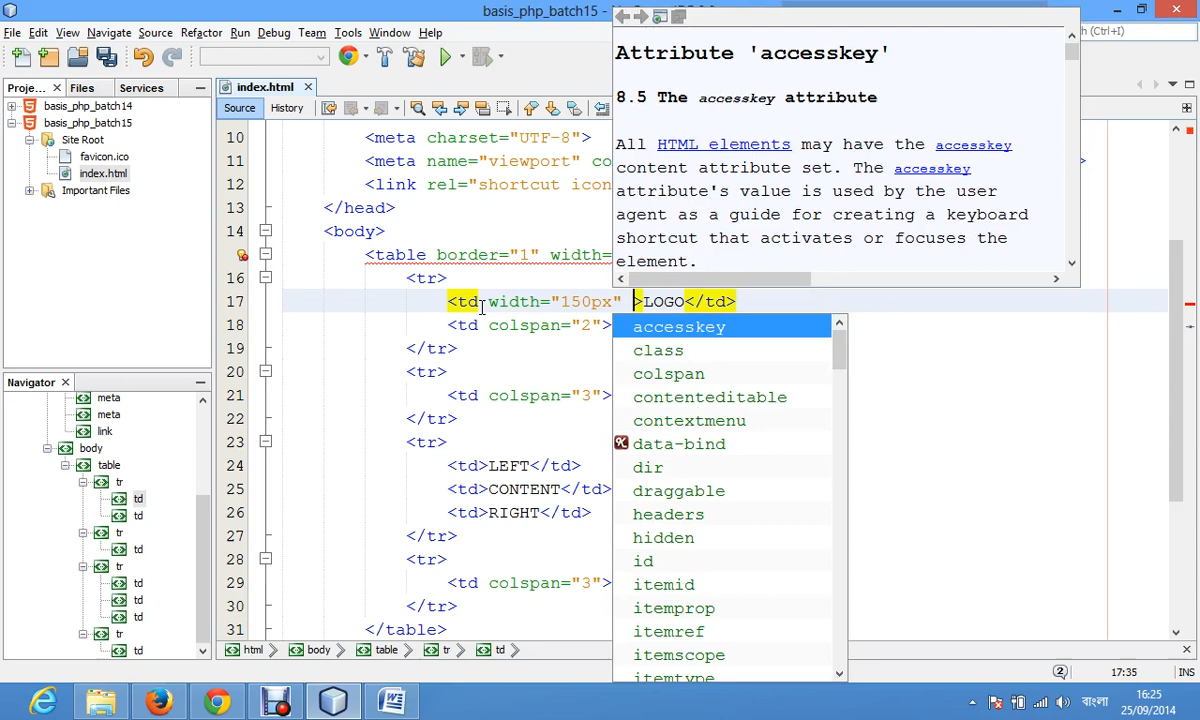 basis_php_batch15 -
File Edit View Navigate Source Refactor Run Debug Team Tools Window Help
(Ctrl+I)
Proje... Files Services
basis_php_batch14
basis_php_batch15
Site Root
favicon.ico
index.html
Important Files
Navigator
meta
meta
link
body
table
tr
td
td
tr
td
tr
td
td
td
tr
td
index.html
Source History
10 <meta charset="UTF-8">
11 <meta name="viewport" co >
12 <link rel="shortcut icon
13 </head>
14 <body>
<table border="1" width=
16 <tr>
17 <td width="150px" >LOGO</td>
18 <td colspan="2">
19 </tr>
20 <tr>
21 <td colspan="3">
22 </tr>
23 <tr>
24 <td>LEFT</td>
25 <td>CONTENT</td>
26 <td>RIGHT</td>
27 </tr>
28 <tr>
29 <td colspan="3">
30 </tr>
31 </table>
Attribute 'accesskey'
8.5 The accesskey attribute
All HTML elements may have the accesskey
content attribute set. The accesskey
attribute's value is used by the user
agent as a guide for creating a keyboard
shortcut that activates or focuses the
element.
accesskey
class
colspan
contenteditable
contextmenu
data-bind
dir
draggable
headers
hidden
id
itemid
itemprop
itemref
itemscope
itemtype
html body table tr td
2 17:35 INS
বাংলা
16:25
25/09/2014